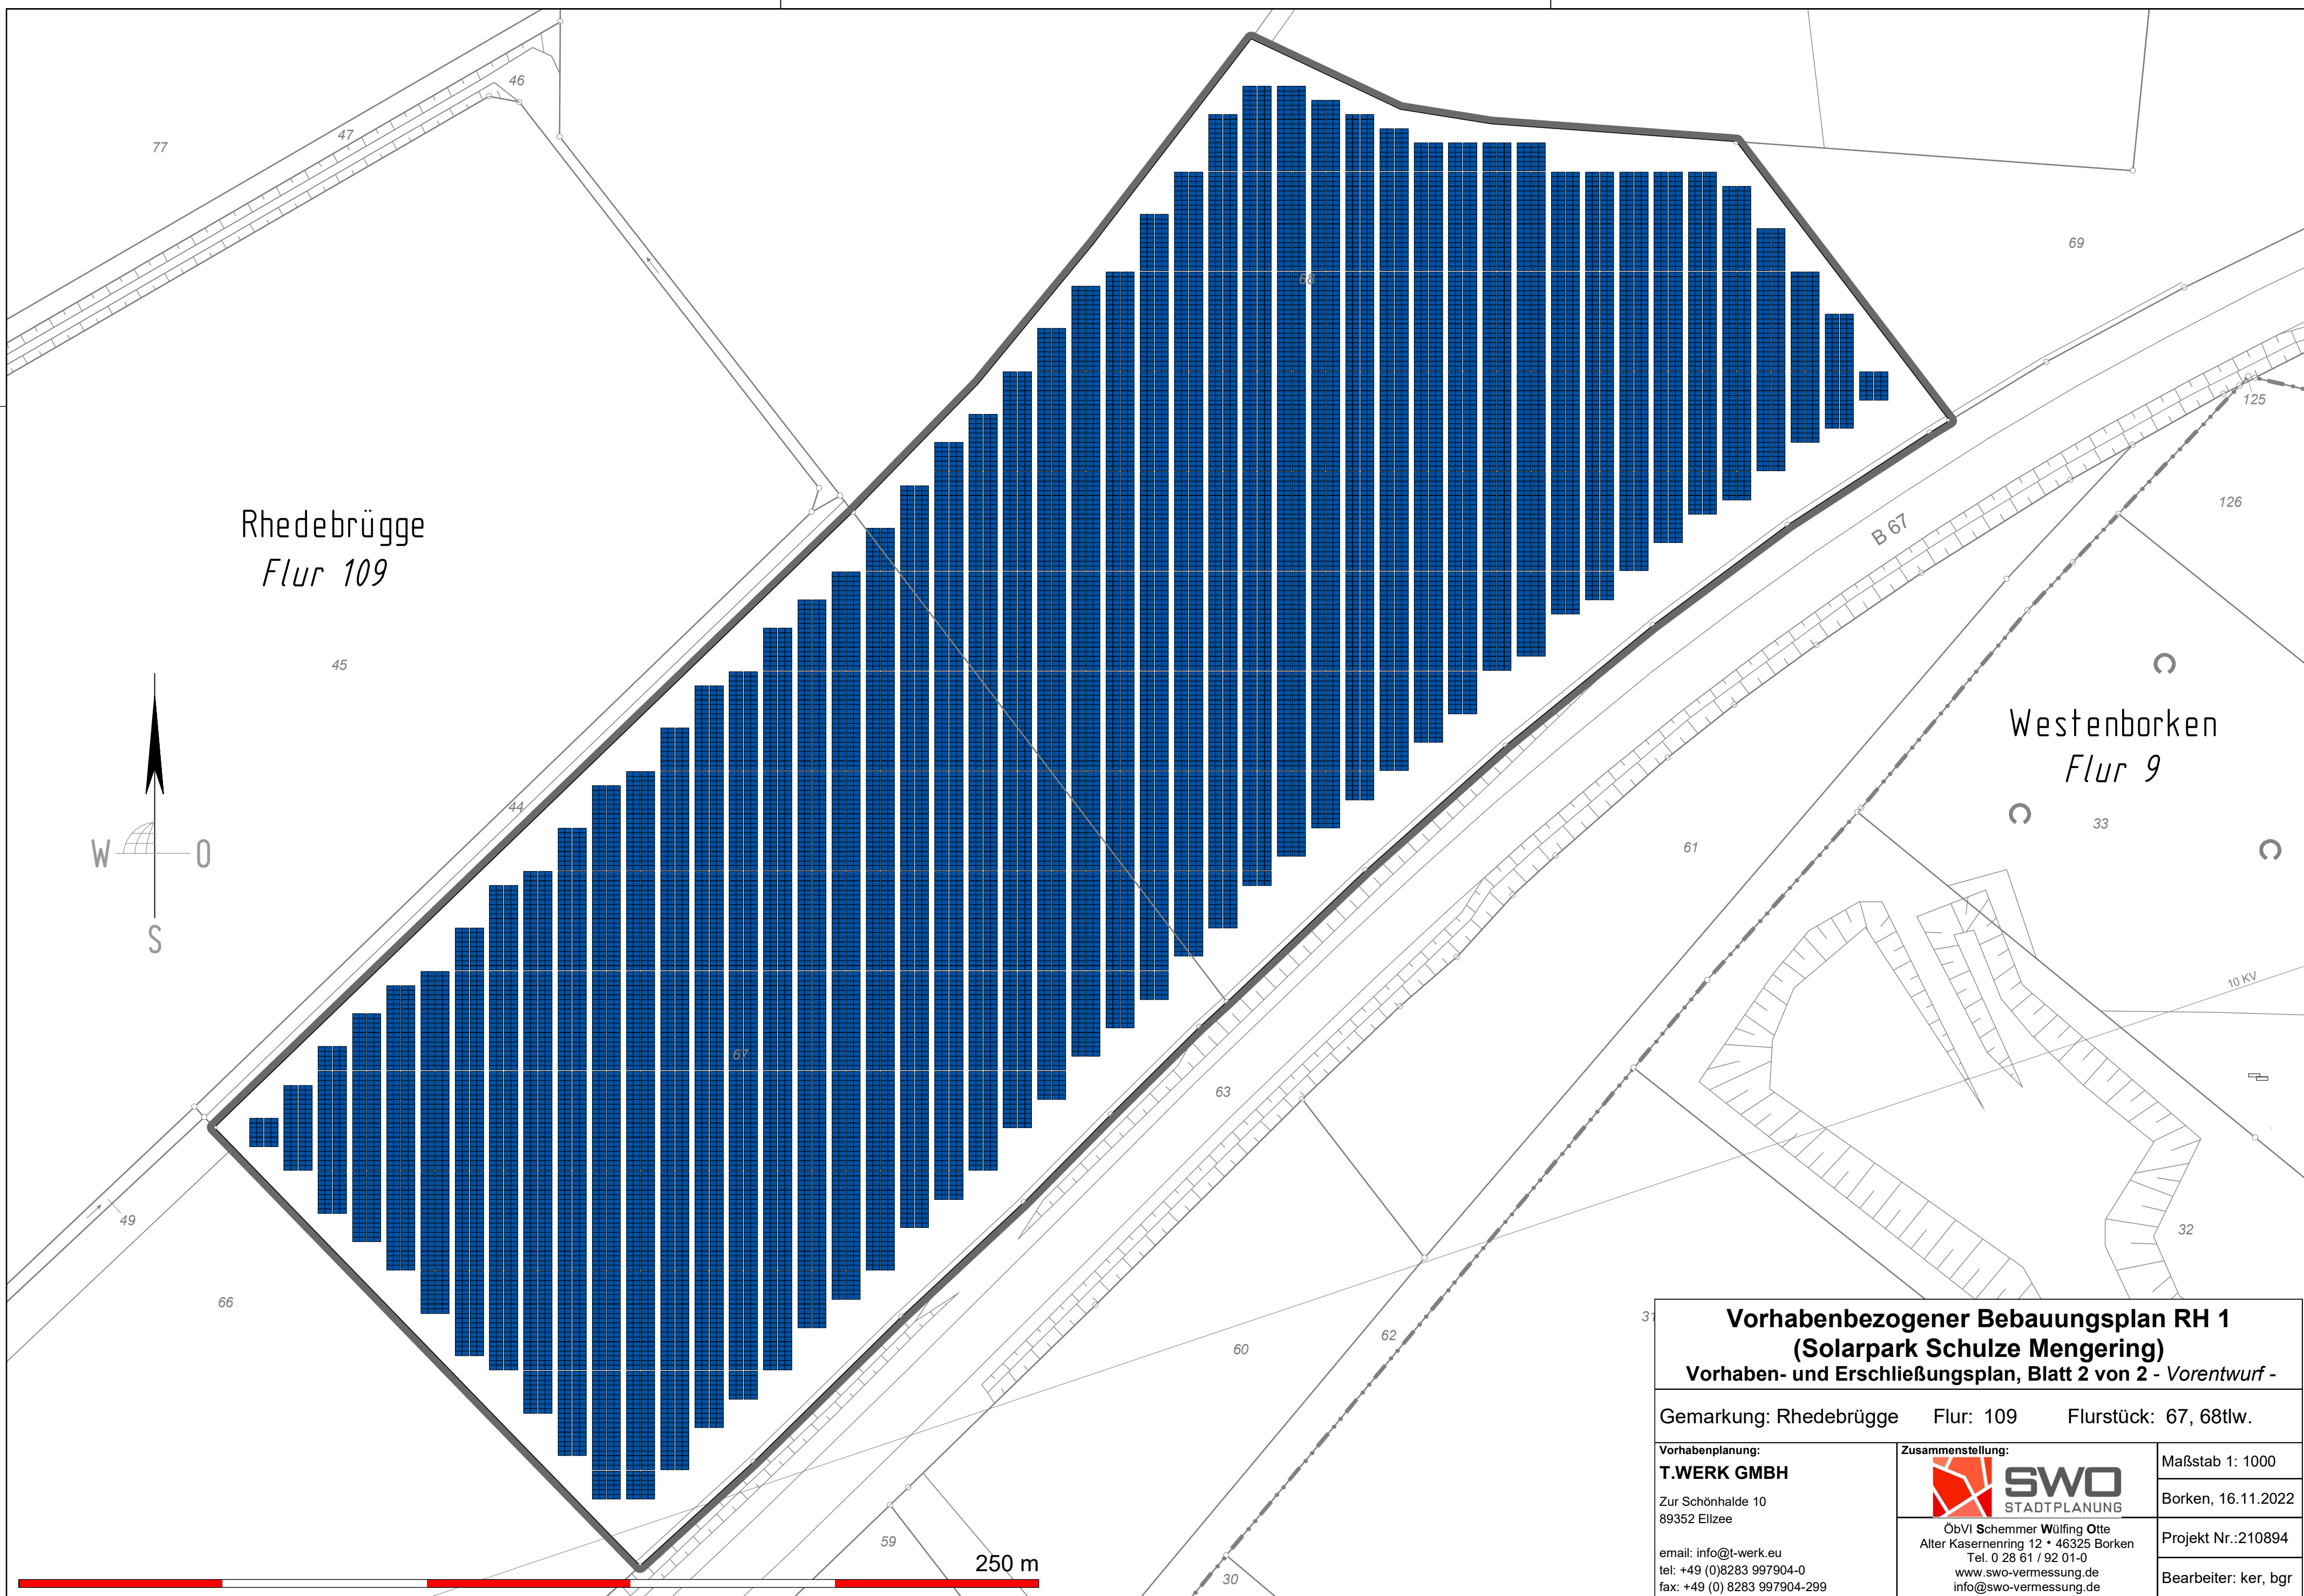 46
47
77
68
69
125
126
B 67
Rhedebrügge
Flur 109
45
Westenborken
Flur 9
33
44
61
W
O
S
10 KV
67
63
49
32
66
62
60
31
59
30
250 m
Vorhabenbezogener Bebauungsplan RH 1
(Solarpark Schulze Mengering)
Vorhaben- und Erschließungsplan, Blatt 2 von 2 - Vorentwurf -
Gemarkung: Rhedebrügge Flur: 109 Flurstück: 67, 68tlw.
Vorhabenplanung:
T.WERK GMBH
Zur Schönhalde 10
89352 Ellzee
email: info@t-werk.eu
tel: +49 (0)8283 997904-0
fax: +49 (0) 8283 997904-299
Zusammenstellung:
SWO
STADTPLANUNG
ÖbVI Schemmer Wülfing Otte
Alter Kasernenring 12 • 46325 Borken
Tel. 0 28 61 / 92 01-0
www.swo-vermessung.de
info@swo-vermessung.de
Maßstab 1: 1000
Borken, 16.11.2022
Projekt Nr.:210894
Bearbeiter: ker, bgr